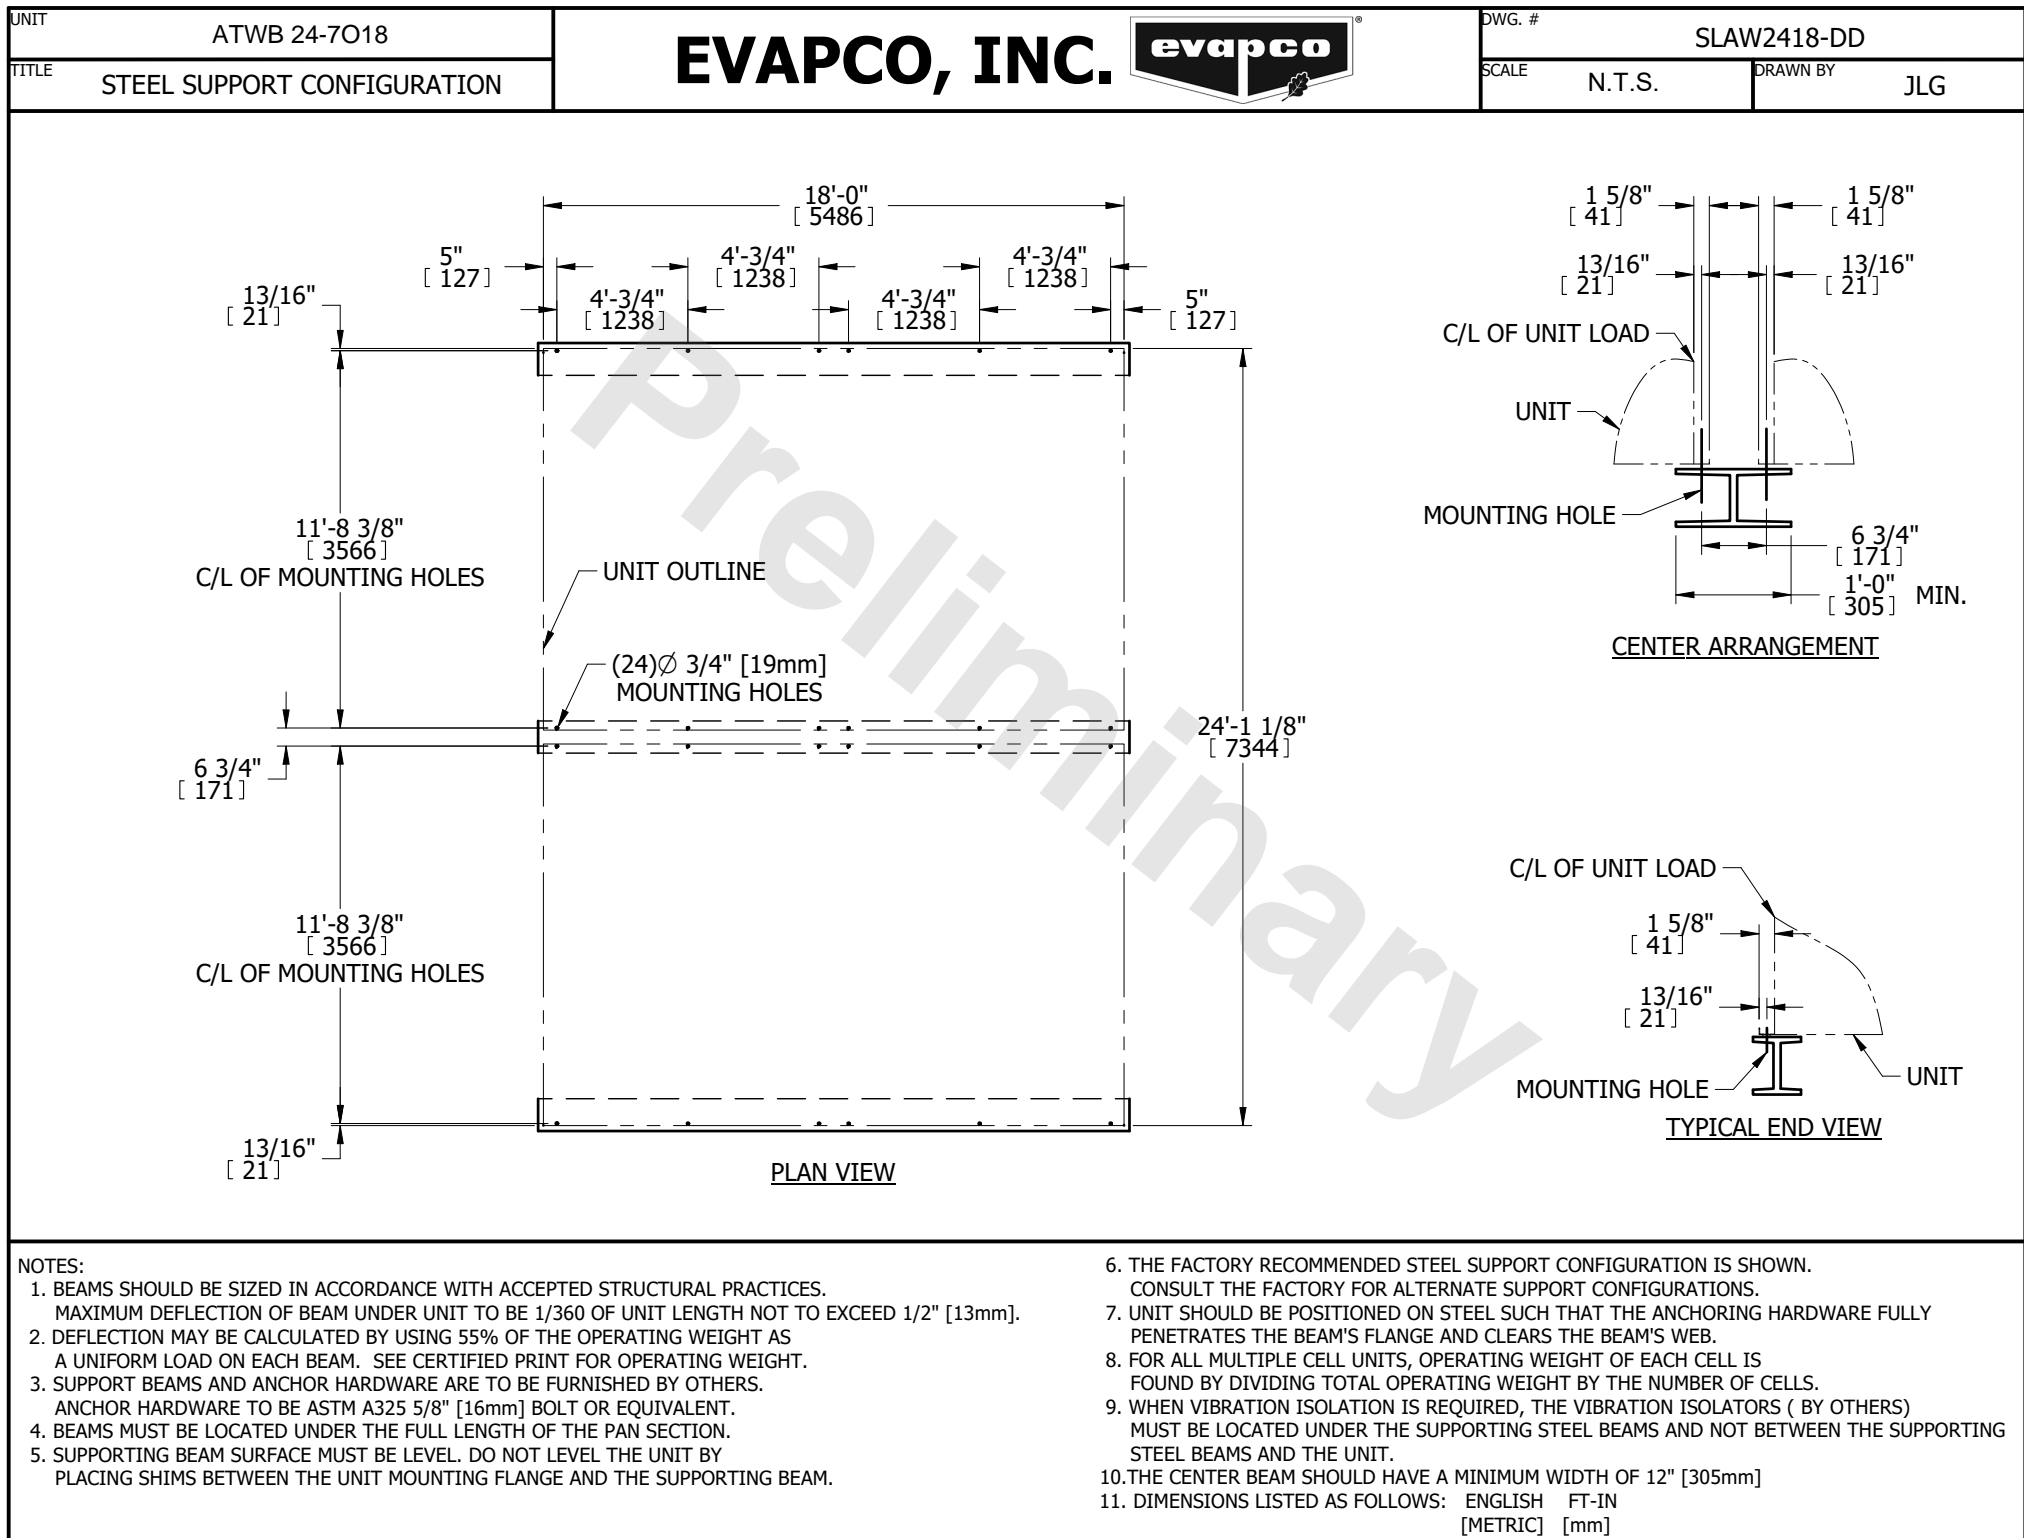 UNIT
ATWB 24-7O18
TITLE
STEEL SUPPORT CONFIGURATION
EVAPCO, INC.
evapco
®
DWG. #
SLAW2418-DD
SCALE
N.T.S.
DRAWN BY
JLG
18'-0"
[ 5486]
5"
[ 127]
4'-3/4"
[ 1238]
4'-3/4"
[ 1238]
13/16"
[ 21]
4'-3/4"
[ 1238]
4'-3/4"
[ 1238]
5"
[ 127]
11'-8 3/8"
[ 3566]
C/L OF MOUNTING HOLES
UNIT OUTLINE
(24)∅ 3/4" [19mm]
MOUNTING HOLES
6 3/4"
[ 171]
24'-1 1/8"
[ 7344]
11'-8 3/8"
[ 3566]
C/L OF MOUNTING HOLES
13/16"
[ 21]
PLAN VIEW
Preliminary
1 5/8"
[ 41]
1 5/8"
[ 41]
13/16"
[ 21]
13/16"
[ 21]
C/L OF UNIT LOAD
UNIT
MOUNTING HOLE
6 3/4"
[ 171]
1'-0"
[ 305] MIN.
CENTER ARRANGEMENT
C/L OF UNIT LOAD
1 5/8"
[ 41]
13/16"
[ 21]
MOUNTING HOLE
UNIT
TYPICAL END VIEW
NOTES:
1. BEAMS SHOULD BE SIZED IN ACCORDANCE WITH ACCEPTED STRUCTURAL PRACTICES.
MAXIMUM DEFLECTION OF BEAM UNDER UNIT TO BE 1/360 OF UNIT LENGTH NOT TO EXCEED 1/2" [13mm].
2. DEFLECTION MAY BE CALCULATED BY USING 55% OF THE OPERATING WEIGHT AS
A UNIFORM LOAD ON EACH BEAM. SEE CERTIFIED PRINT FOR OPERATING WEIGHT.
3. SUPPORT BEAMS AND ANCHOR HARDWARE ARE TO BE FURNISHED BY OTHERS.
ANCHOR HARDWARE TO BE ASTM A325 5/8" [16mm] BOLT OR EQUIVALENT.
4. BEAMS MUST BE LOCATED UNDER THE FULL LENGTH OF THE PAN SECTION.
5. SUPPORTING BEAM SURFACE MUST BE LEVEL. DO NOT LEVEL THE UNIT BY
PLACING SHIMS BETWEEN THE UNIT MOUNTING FLANGE AND THE SUPPORTING BEAM.
6. THE FACTORY RECOMMENDED STEEL SUPPORT CONFIGURATION IS SHOWN.
CONSULT THE FACTORY FOR ALTERNATE SUPPORT CONFIGURATIONS.
7. UNIT SHOULD BE POSITIONED ON STEEL SUCH THAT THE ANCHORING HARDWARE FULLY
PENETRATES THE BEAM'S FLANGE AND CLEARS THE BEAM'S WEB.
8. FOR ALL MULTIPLE CELL UNITS, OPERATING WEIGHT OF EACH CELL IS
FOUND BY DIVIDING TOTAL OPERATING WEIGHT BY THE NUMBER OF CELLS.
9. WHEN VIBRATION ISOLATION IS REQUIRED, THE VIBRATION ISOLATORS ( BY OTHERS)
MUST BE LOCATED UNDER THE SUPPORTING STEEL BEAMS AND NOT BETWEEN THE SUPPORTING
STEEL BEAMS AND THE UNIT.
10.THE CENTER BEAM SHOULD HAVE A MINIMUM WIDTH OF 12" [305mm]
11. DIMENSIONS LISTED AS FOLLOWS: ENGLISH FT-IN
[METRIC] [mm]